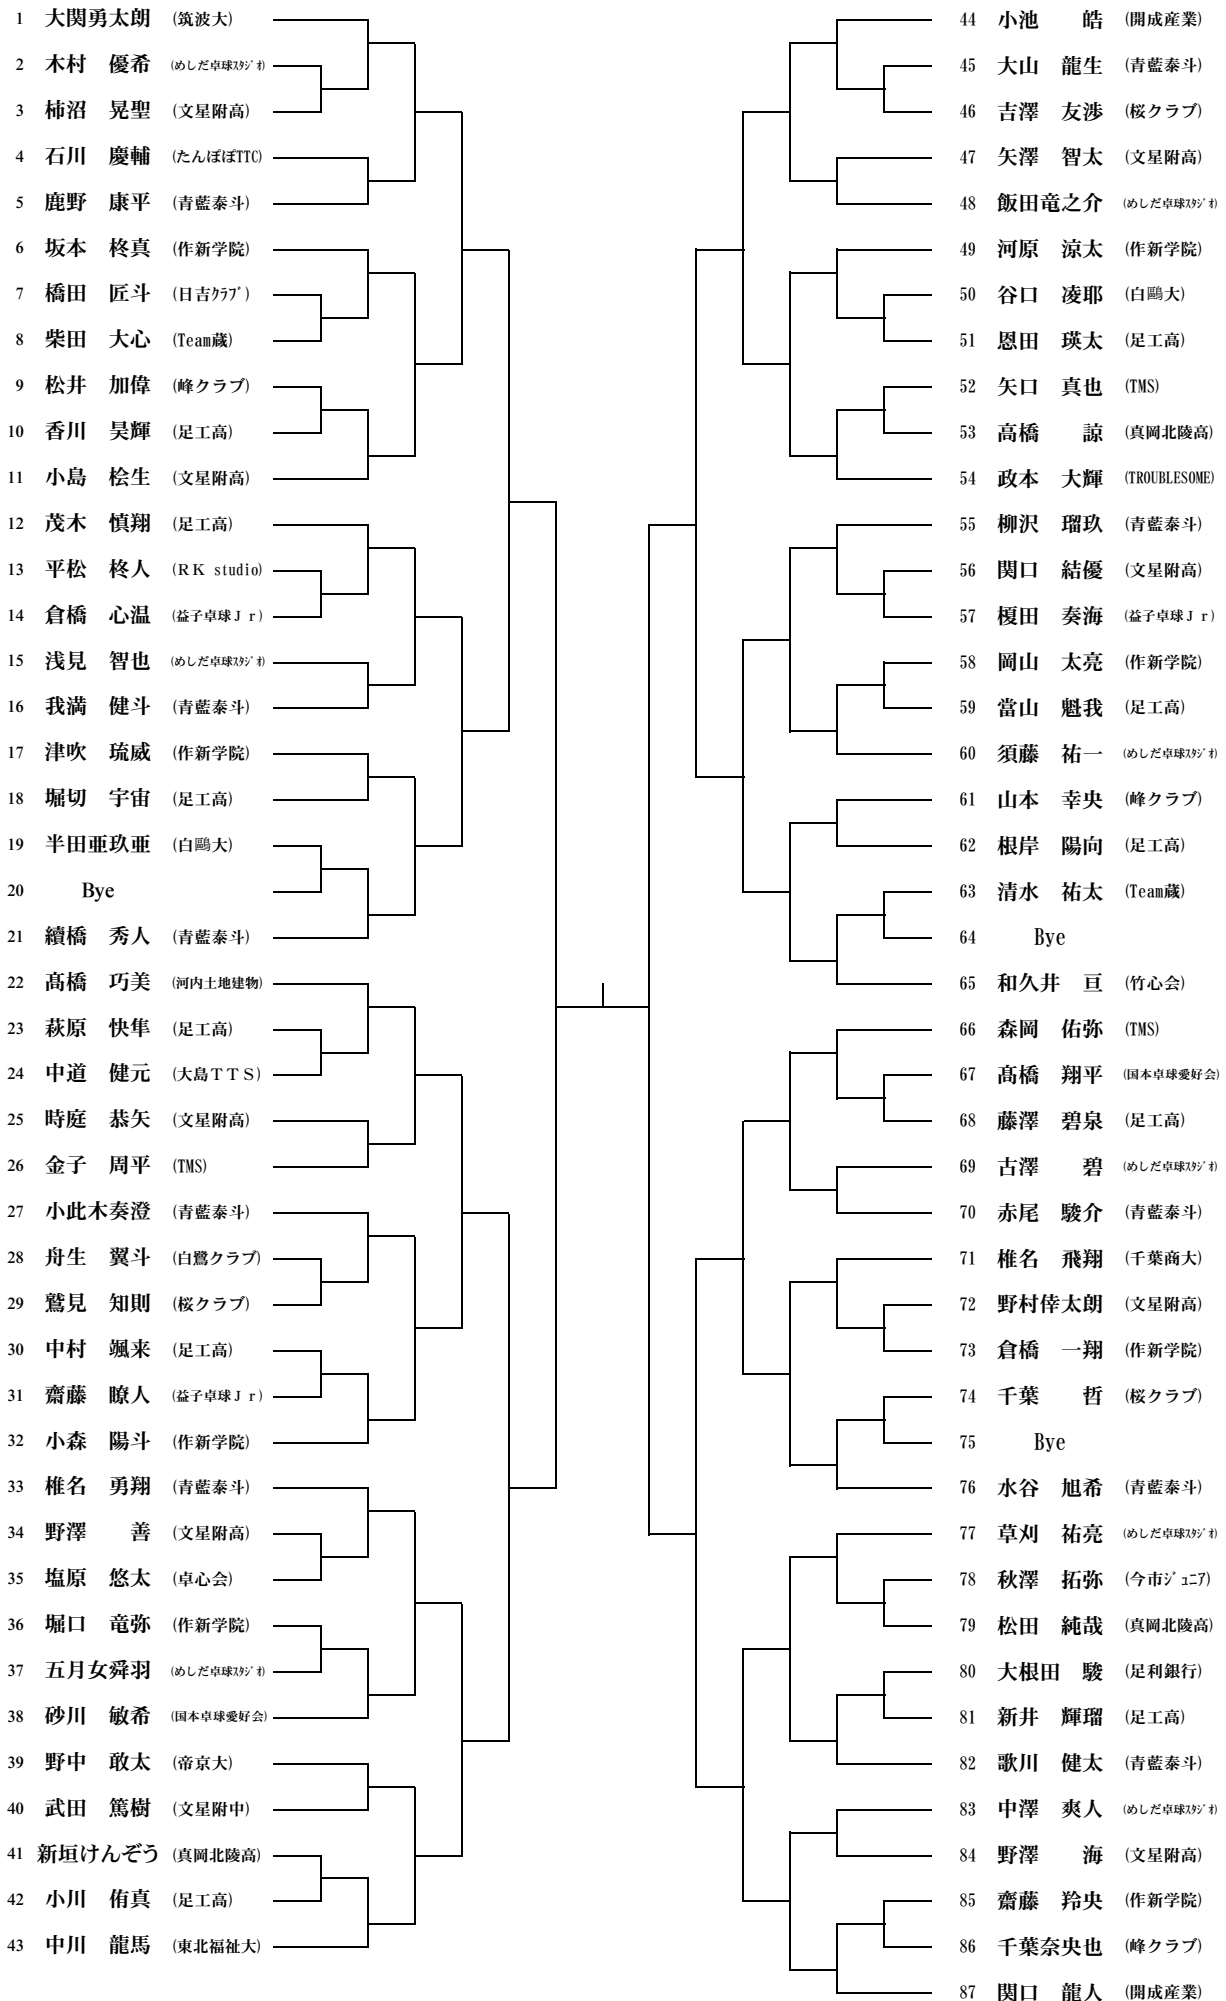 1 大関勇太朗 (筑波大)
2 木村 優希 (めしだ卓球ｽﾀｼﾞｵ)
3 柿沼 晃聖 (文星附高)
4 石川 慶輔 (たんぽぽTTC)
5 鹿野 康平 (青藍泰斗)
6 坂本 柊真 (作新学院)
7 橋田 匠斗 (日吉ｸﾗﾌﾞ)
8 柴田 大心 (Team蔵)
9 松井 加偉 (峰クラブ)
10 香川 昊輝 (足工高)
11 小島 桧生 (文星附高)
12 茂木 慎翔 (足工高)
13 平松 柊人 (ＲＫ studio)
14 倉橋 心温 (益子卓球Ｊｒ)
15 浅見 智也 (めしだ卓球ｽﾀｼﾞｵ)
16 我満 健斗 (青藍泰斗)
17 津吹 琉威 (作新学院)
18 堀切 宇宙 (足工高)
19 半田亜玖亜 (白鷗大)
20 Bye
21 續橋 秀人 (青藍泰斗)
22 髙橋 巧美 (河内土地建物)
23 萩原 快隼 (足工高)
24 中道 健元 (大島ＴＴＳ)
25 時庭 恭矢 (文星附高)
26 金子 周平 (TMS)
27 小此木奏澄 (青藍泰斗)
28 舟生 翼斗 (白鷺クラブ)
29 鷲見 知則 (桜クラブ)
30 中村 颯来 (足工高)
31 齋藤 瞭人 (益子卓球Ｊｒ)
32 小森 陽斗 (作新学院)
33 椎名 勇翔 (青藍泰斗)
34 野澤 善 (文星附高)
35 塩原 悠太 (卓心会)
36 堀口 竜弥 (作新学院)
37 五月女舜羽 (めしだ卓球ｽﾀｼﾞｵ)
38 砂川 敏希 (国本卓球愛好会)
39 野中 敢太 (帝京大)
40 武田 篤樹 (文星附中)
41 新垣けんぞう (真岡北陵高)
42 小川 侑真 (足工高)
43 中川 龍馬 (東北福祉大)
44 小池 皓 (開成産業)
45 大山 龍生 (青藍泰斗)
46 吉澤 友渉 (桜クラブ)
47 矢澤 智太 (文星附高)
48 飯田竜之介 (めしだ卓球ｽﾀｼﾞｵ)
49 河原 涼太 (作新学院)
50 谷口 凌耶 (白鷗大)
51 恩田 瑛太 (足工高)
52 矢口 真也 (TMS)
53 高橋 諒 (真岡北陵高)
54 政本 大輝 (TROUBLESOME)
55 柳沢 瑠玖 (青藍泰斗)
56 関口 結優 (文星附高)
57 榎田 奏海 (益子卓球Ｊｒ)
58 岡山 太亮 (作新学院)
59 當山 魁我 (足工高)
60 須藤 祐一 (めしだ卓球ｽﾀｼﾞｵ)
61 山本 幸央 (峰クラブ)
62 根岸 陽向 (足工高)
63 清水 祐太 (Team蔵)
64 Bye
65 和久井 亘 (竹心会)
66 森岡 佑弥 (TMS)
67 髙橋 翔平 (国本卓球愛好会)
68 藤澤 碧泉 (足工高)
69 古澤 碧 (めしだ卓球ｽﾀｼﾞｵ)
70 赤尾 駿介 (青藍泰斗)
71 椎名 飛翔 (千葉商大)
72 野村倖太朗 (文星附高)
73 倉橋 一翔 (作新学院)
74 千葉 哲 (桜クラブ)
75 Bye
76 水谷 旭希 (青藍泰斗)
77 草刈 祐亮 (めしだ卓球ｽﾀｼﾞｵ)
78 秋澤 拓弥 (今市ｼﾞｭﾆｱ)
79 松田 純哉 (真岡北陵高)
80 大根田 駿 (足利銀行)
81 新井 輝瑠 (足工高)
82 歌川 健太 (青藍泰斗)
83 中澤 爽人 (めしだ卓球ｽﾀｼﾞｵ)
84 野澤 海 (文星附高)
85 齋藤 羚央 (作新学院)
86 千葉奈央也 (峰クラブ)
87 関口 龍人 (開成産業)